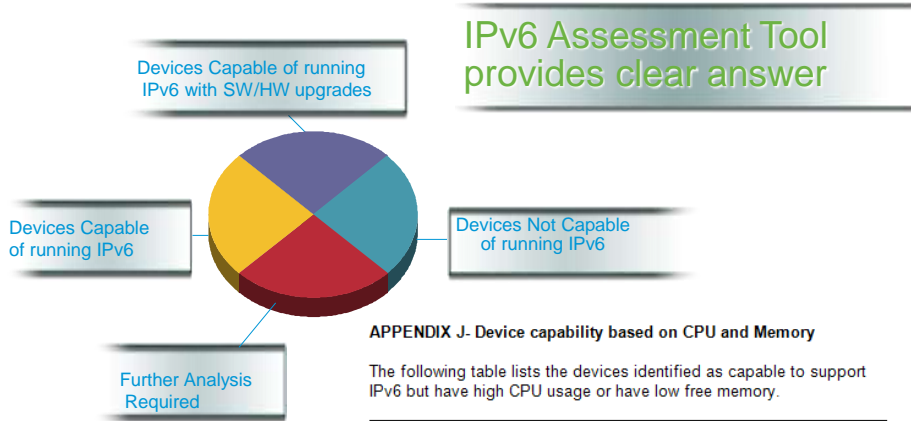 IPv6 Assessment Tool
provides clear answer
Devices Capable of running
IPv6 with SW/HW upgrades
Devices Capable
of running IPv6
Devices Not Capable
of running IPv6
Further Analysis
Required
APPENDIX J- Device capability based on CPU and Memory
The following table lists the devices identified as capable to support
IPv6 but have high CPU usage or have low free memory.